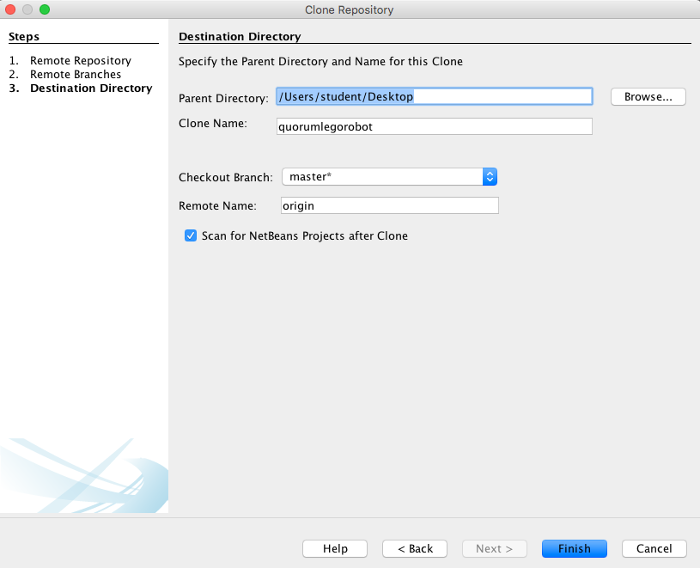 Clone Repository
Steps
1. Remote Repository
2. Remote Branches
3. Destination Directory
Destination Directory
Specify the Parent Directory and Name for this Clone
Parent Directory: /Users/student/Desktop Browse...
Clone Name: quorumlegorobot
Checkout Branch: master*
Remote Name: origin
Scan for NetBeans Projects after Clone
Help < Back Next > Finish Cancel